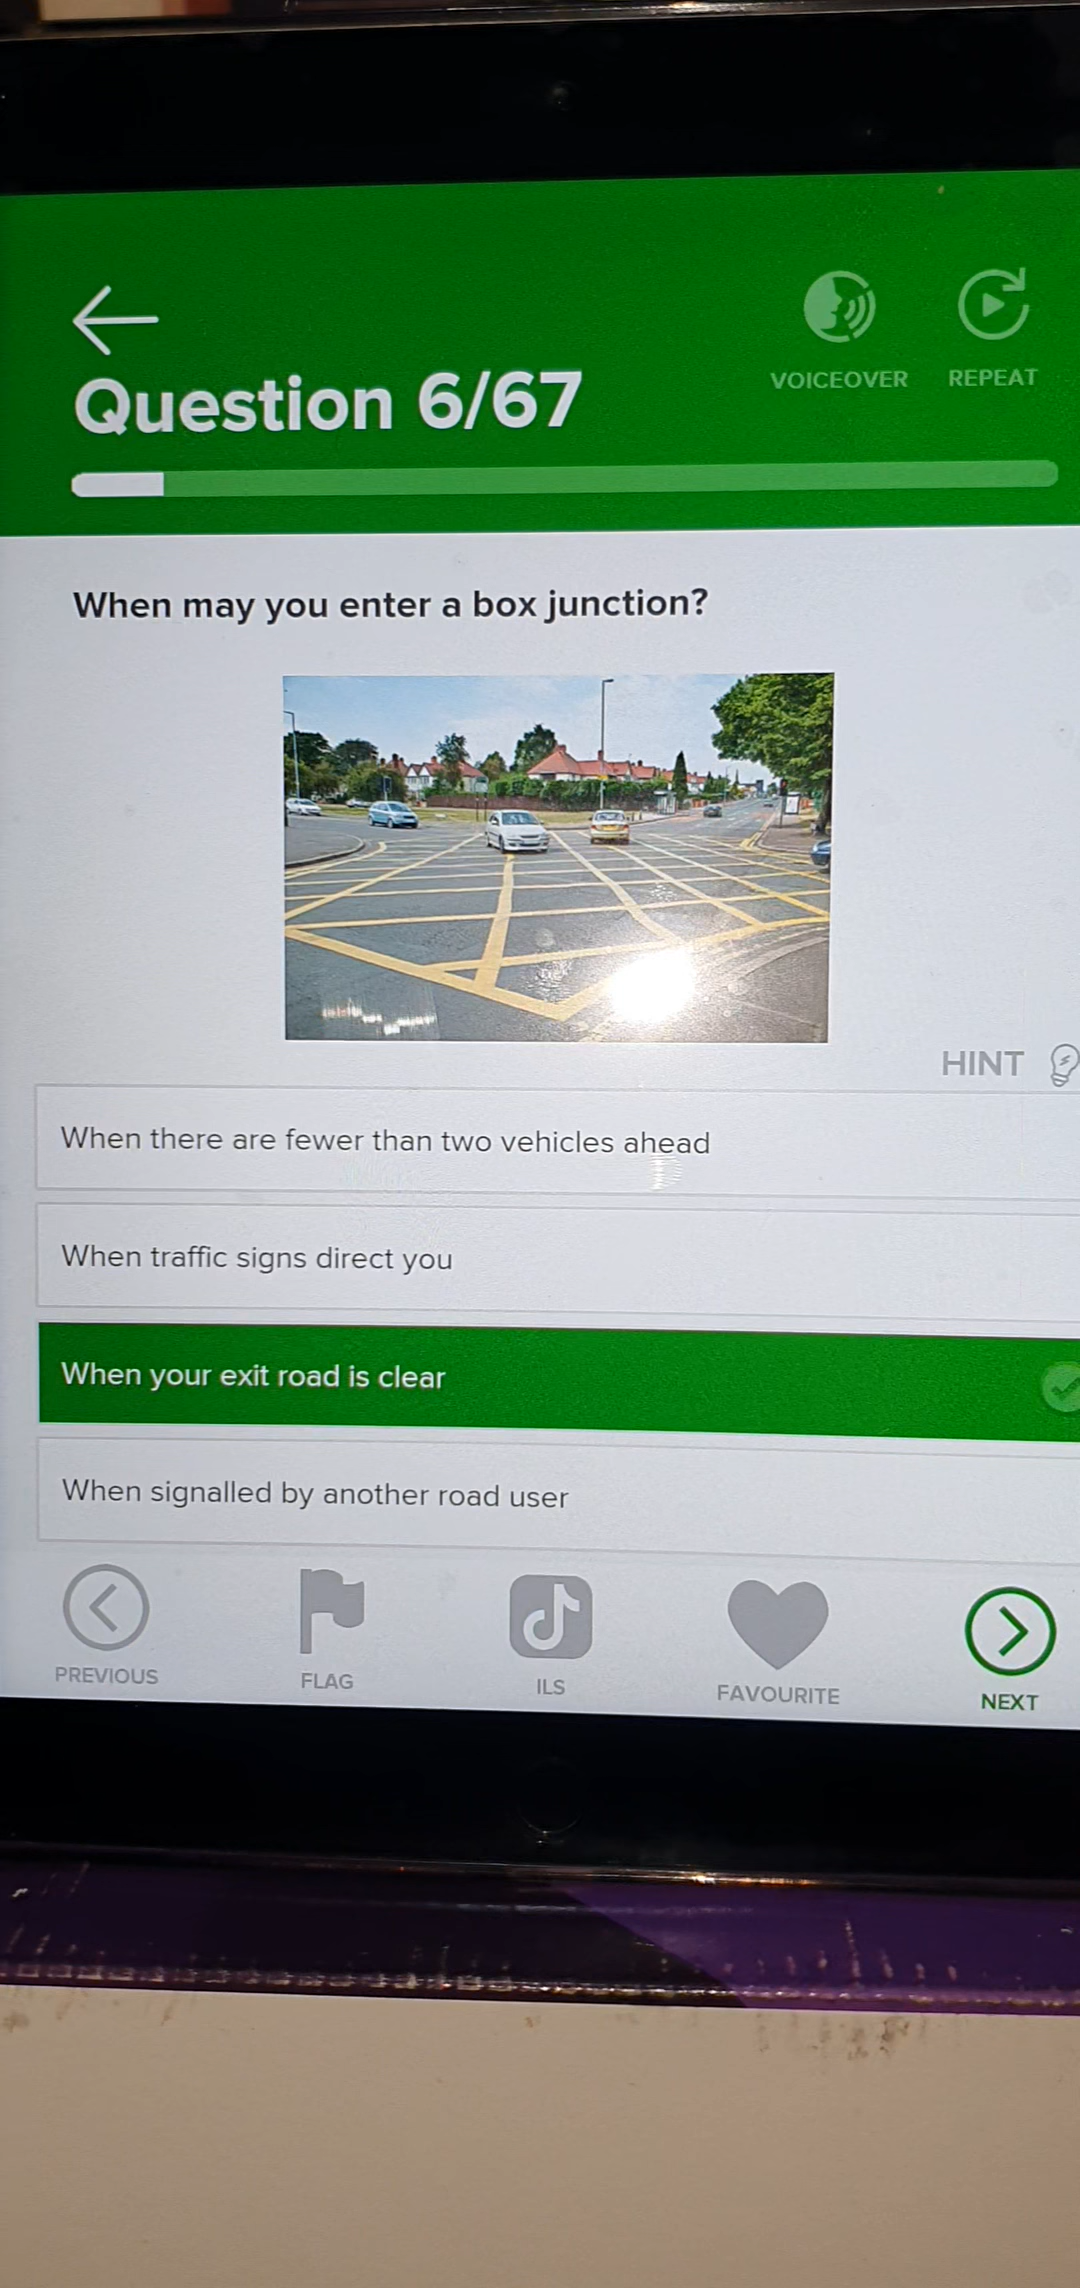 VOICEOVER
REPEAT
Question 6/67
When may you enter a box junction?
HINT
When there are fewer than two vehicles ahead
When traffic signs direct you
When your exit road is clear
When signalled by another road user
PREVIOUS
FLAG
ILS
FAVOURITE
NEXT